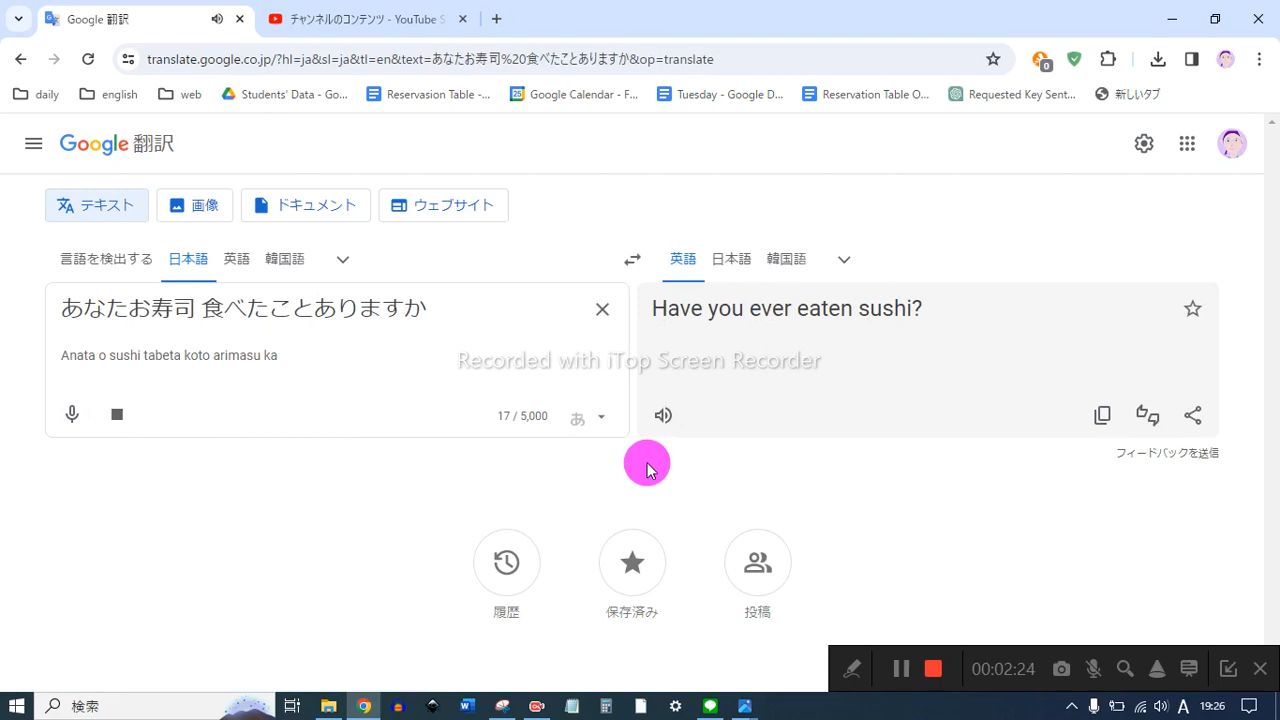 Google 翻訳
チャンネルのコンテンツ - YouTube S
translate.google.co.jp/?hl=ja&sl=ja&tl=en&text=あなたお寿司%20食べたことありますか&op=translate
0
daily
english
web
Students' Data - Go...
Reservasion Table -...
Google Calendar - F...
Tuesday - Google D...
Reservation Table O...
Requested Key Sent...
新しいタブ
Google 翻訳
テキスト
画像
ドキュメント
ウェブサイト
言語を検出する
日本語
英語
韓国語
英語
日本語
韓国語
あなたお寿司 食べたことありますか
Have you ever eaten sushi?
Anata o sushi tabeta koto arimasu ka
Recorded with iTop Screen Recorder
17 / 5,000
あ
フィードバックを送信
履歴
保存済み
投稿
00:02:24
検索
A
19:26